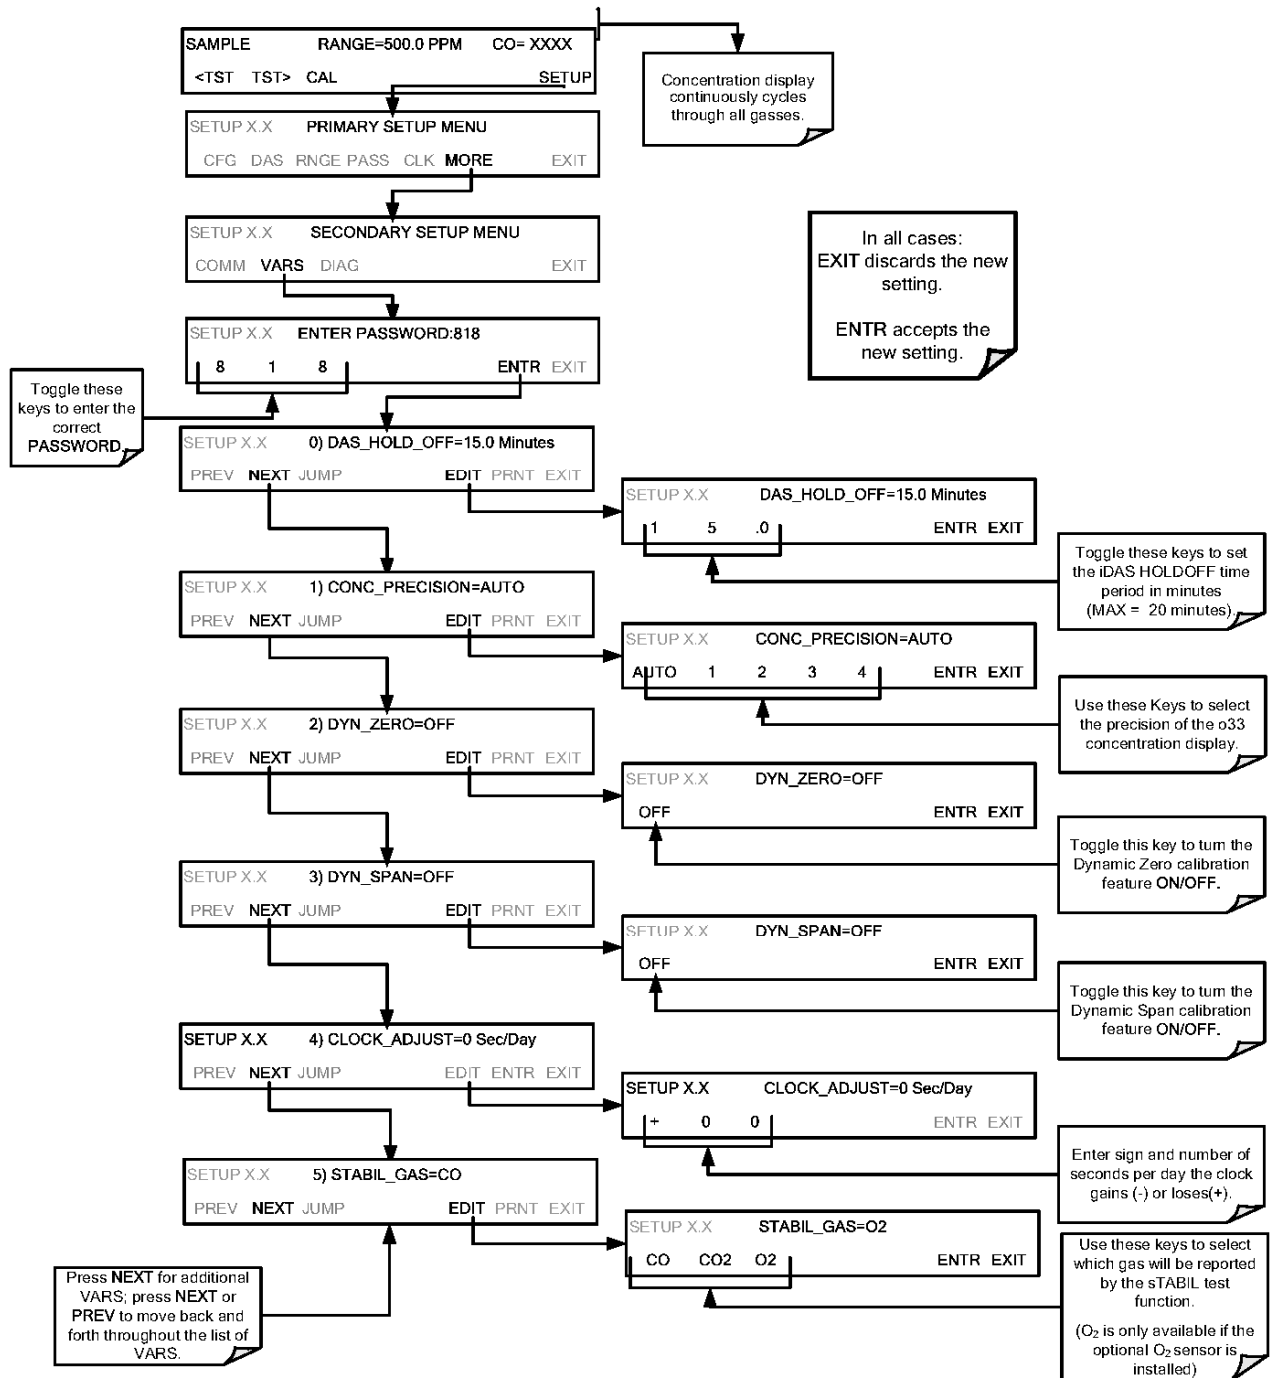 SAMPLE RANGE=500.0 PPM CO= XXXX
<TST TST> CAL SETUP
Concentration display
continuously cycles
through all gasses.
SETUP X.X PRIMARY SETUP MENU
CFG DAS RNGE PASS CLK MORE EXIT
SETUP X.X SECONDARY SETUP MENU
COMM VARS DIAG EXIT
In all cases:
EXIT discards the new
setting.
ENTR accepts the
new setting.
SETUP X.X ENTER PASSWORD:818
8 1 8 ENTR EXIT
Toggle these
keys to enter the
correct
PASSWORD.
SETUP X.X 0) DAS_HOLD_OFF=15.0 Minutes
PREV NEXT JUMP EDIT PRNT EXIT
SETUP X.X DAS_HOLD_OFF=15.0 Minutes
1 5 .0 ENTR EXIT
Toggle these keys to set
the iDAS HOLDOFF time
period in minutes
(MAX = 20 minutes).
SETUP X.X 1) CONC_PRECISION=AUTO
PREV NEXT JUMP EDIT PRNT EXIT
SETUP X.X CONC_PRECISION=AUTO
AUTO 1 2 3 4 ENTR EXIT
Use these Keys to select
the precision of the o33
concentration display.
SETUP X.X 2) DYN_ZERO=OFF
PREV NEXT JUMP EDIT PRNT EXIT
SETUP X.X DYN_ZERO=OFF
OFF ENTR EXIT
Toggle this key to turn the
Dynamic Zero calibration
feature ON/OFF.
SETUP X.X 3) DYN_SPAN=OFF
PREV NEXT JUMP EDIT PRNT EXIT
SETUP X.X DYN_SPAN=OFF
OFF ENTR EXIT
Toggle this key to turn the
Dynamic Span calibration
feature ON/OFF.
SETUP X.X 4) CLOCK_ADJUST=0 Sec/Day
PREV NEXT JUMP EDIT ENTR EXIT
SETUP X.X CLOCK_ADJUST=0 Sec/Day
+ 0 0 ENTR EXIT
Enter sign and number of
seconds per day the clock
gains (-) or loses(+).
SETUP X.X 5) STABIL_GAS=CO
PREV NEXT JUMP EDIT PRNT EXIT
SETUP X.X STABIL_GAS=O2
CO CO2 O2 ENTR EXIT
Use these keys to select
which gas will be reported
by the sTABIL test
function.
(O₂ is only available if the
optional O₂ sensor is
installed)
Press NEXT for additional
VARS; press NEXT or
PREV to move back and
forth throughout the list of
VARS.